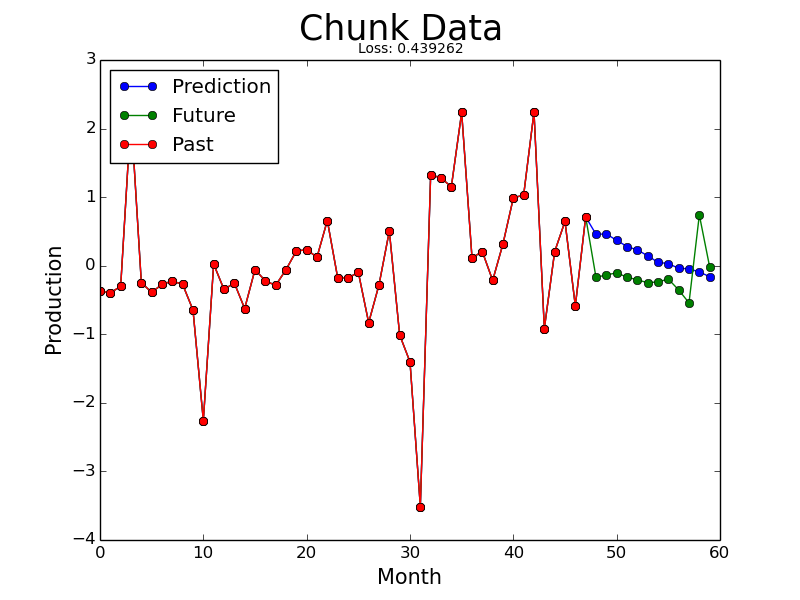 Chunk Data
Loss: 0.439262
Prediction
Future
Past
Production
3
2
1
0
−1
−2
−3
−4
0 10 20 30 40 50 60
Month